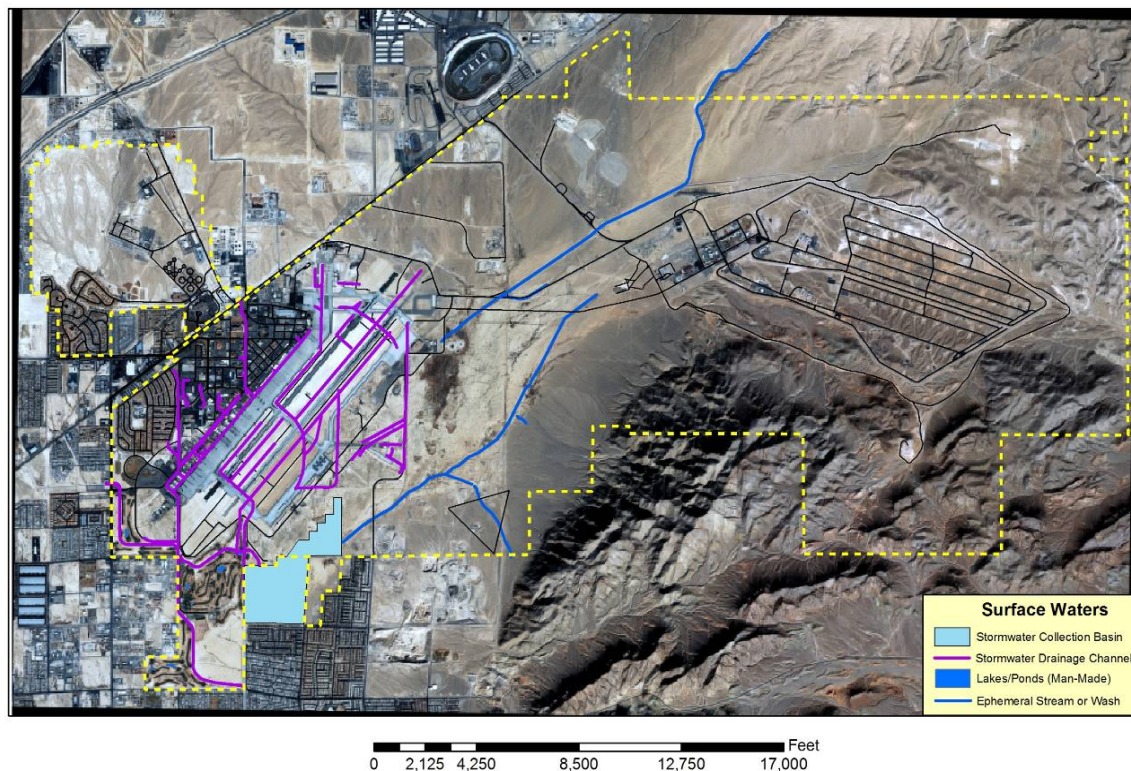 Surface Waters
Stormwater Collection Basin
Stormwater Drainage Channel
Lakes/Ponds (Man-Made)
Ephemeral Stream or Wash
Feet
0 2,125 4,250 8,500 12,750 17,000